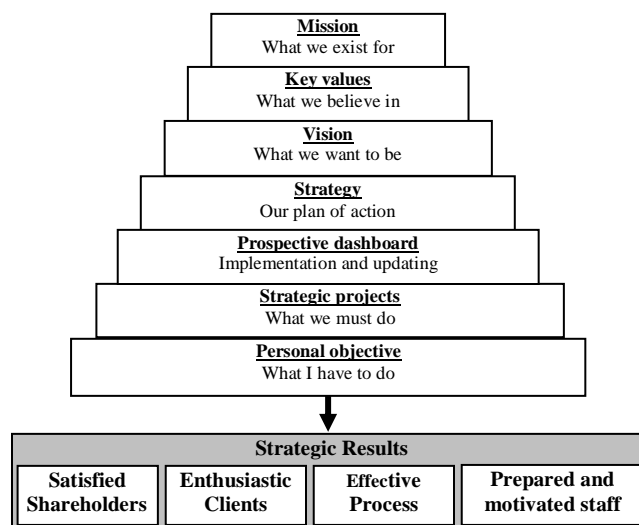 Mission
What we exist for
Key values
What we believe in
Vision
What we want to be
Strategy
Our plan of action
Prospective dashboard
Implementation and updating
Strategic projects
What we must do
Personal objective
What I have to do
Strategic Results
Satisfied
Shareholders
Enthusiastic
Clients
Effective
Process
Prepared and
motivated staff